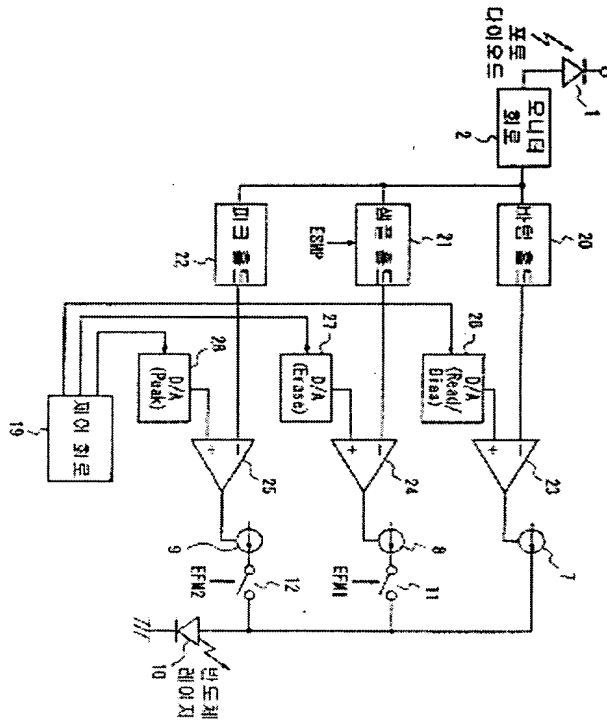 포토
다이오드
1
모니터
회로
2
바텀 홀드
20
샘플 홀드
21
ESMP
피크 홀드
22
D/A
(Read/
Bias)
26
D/A
(Erase)
27
D/A
(Peak)
28
제어 회로
19
−
+
23
−
+
24
−
+
25
7
8
9
11
EFM1
12
EFM2
10
반도체
레이저